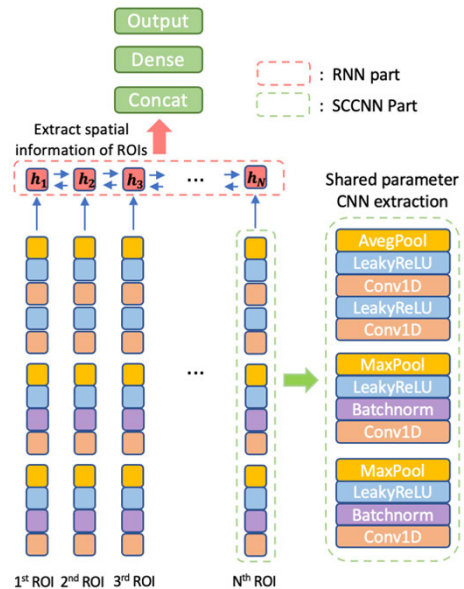 Output
Dense
Concat
: RNN part
: SCCNN Part
Extract spatial
information of ROIs
h1
h2
h3
...
hN
Shared parameter
CNN extraction
AvegPool
LeakyReLU
Conv1D
LeakyReLU
Conv1D
...
MaxPool
LeakyReLU
Batchnorm
Conv1D
MaxPool
LeakyReLU
Batchnorm
Conv1D
1st ROI 2nd ROI 3rd ROI Nth ROI